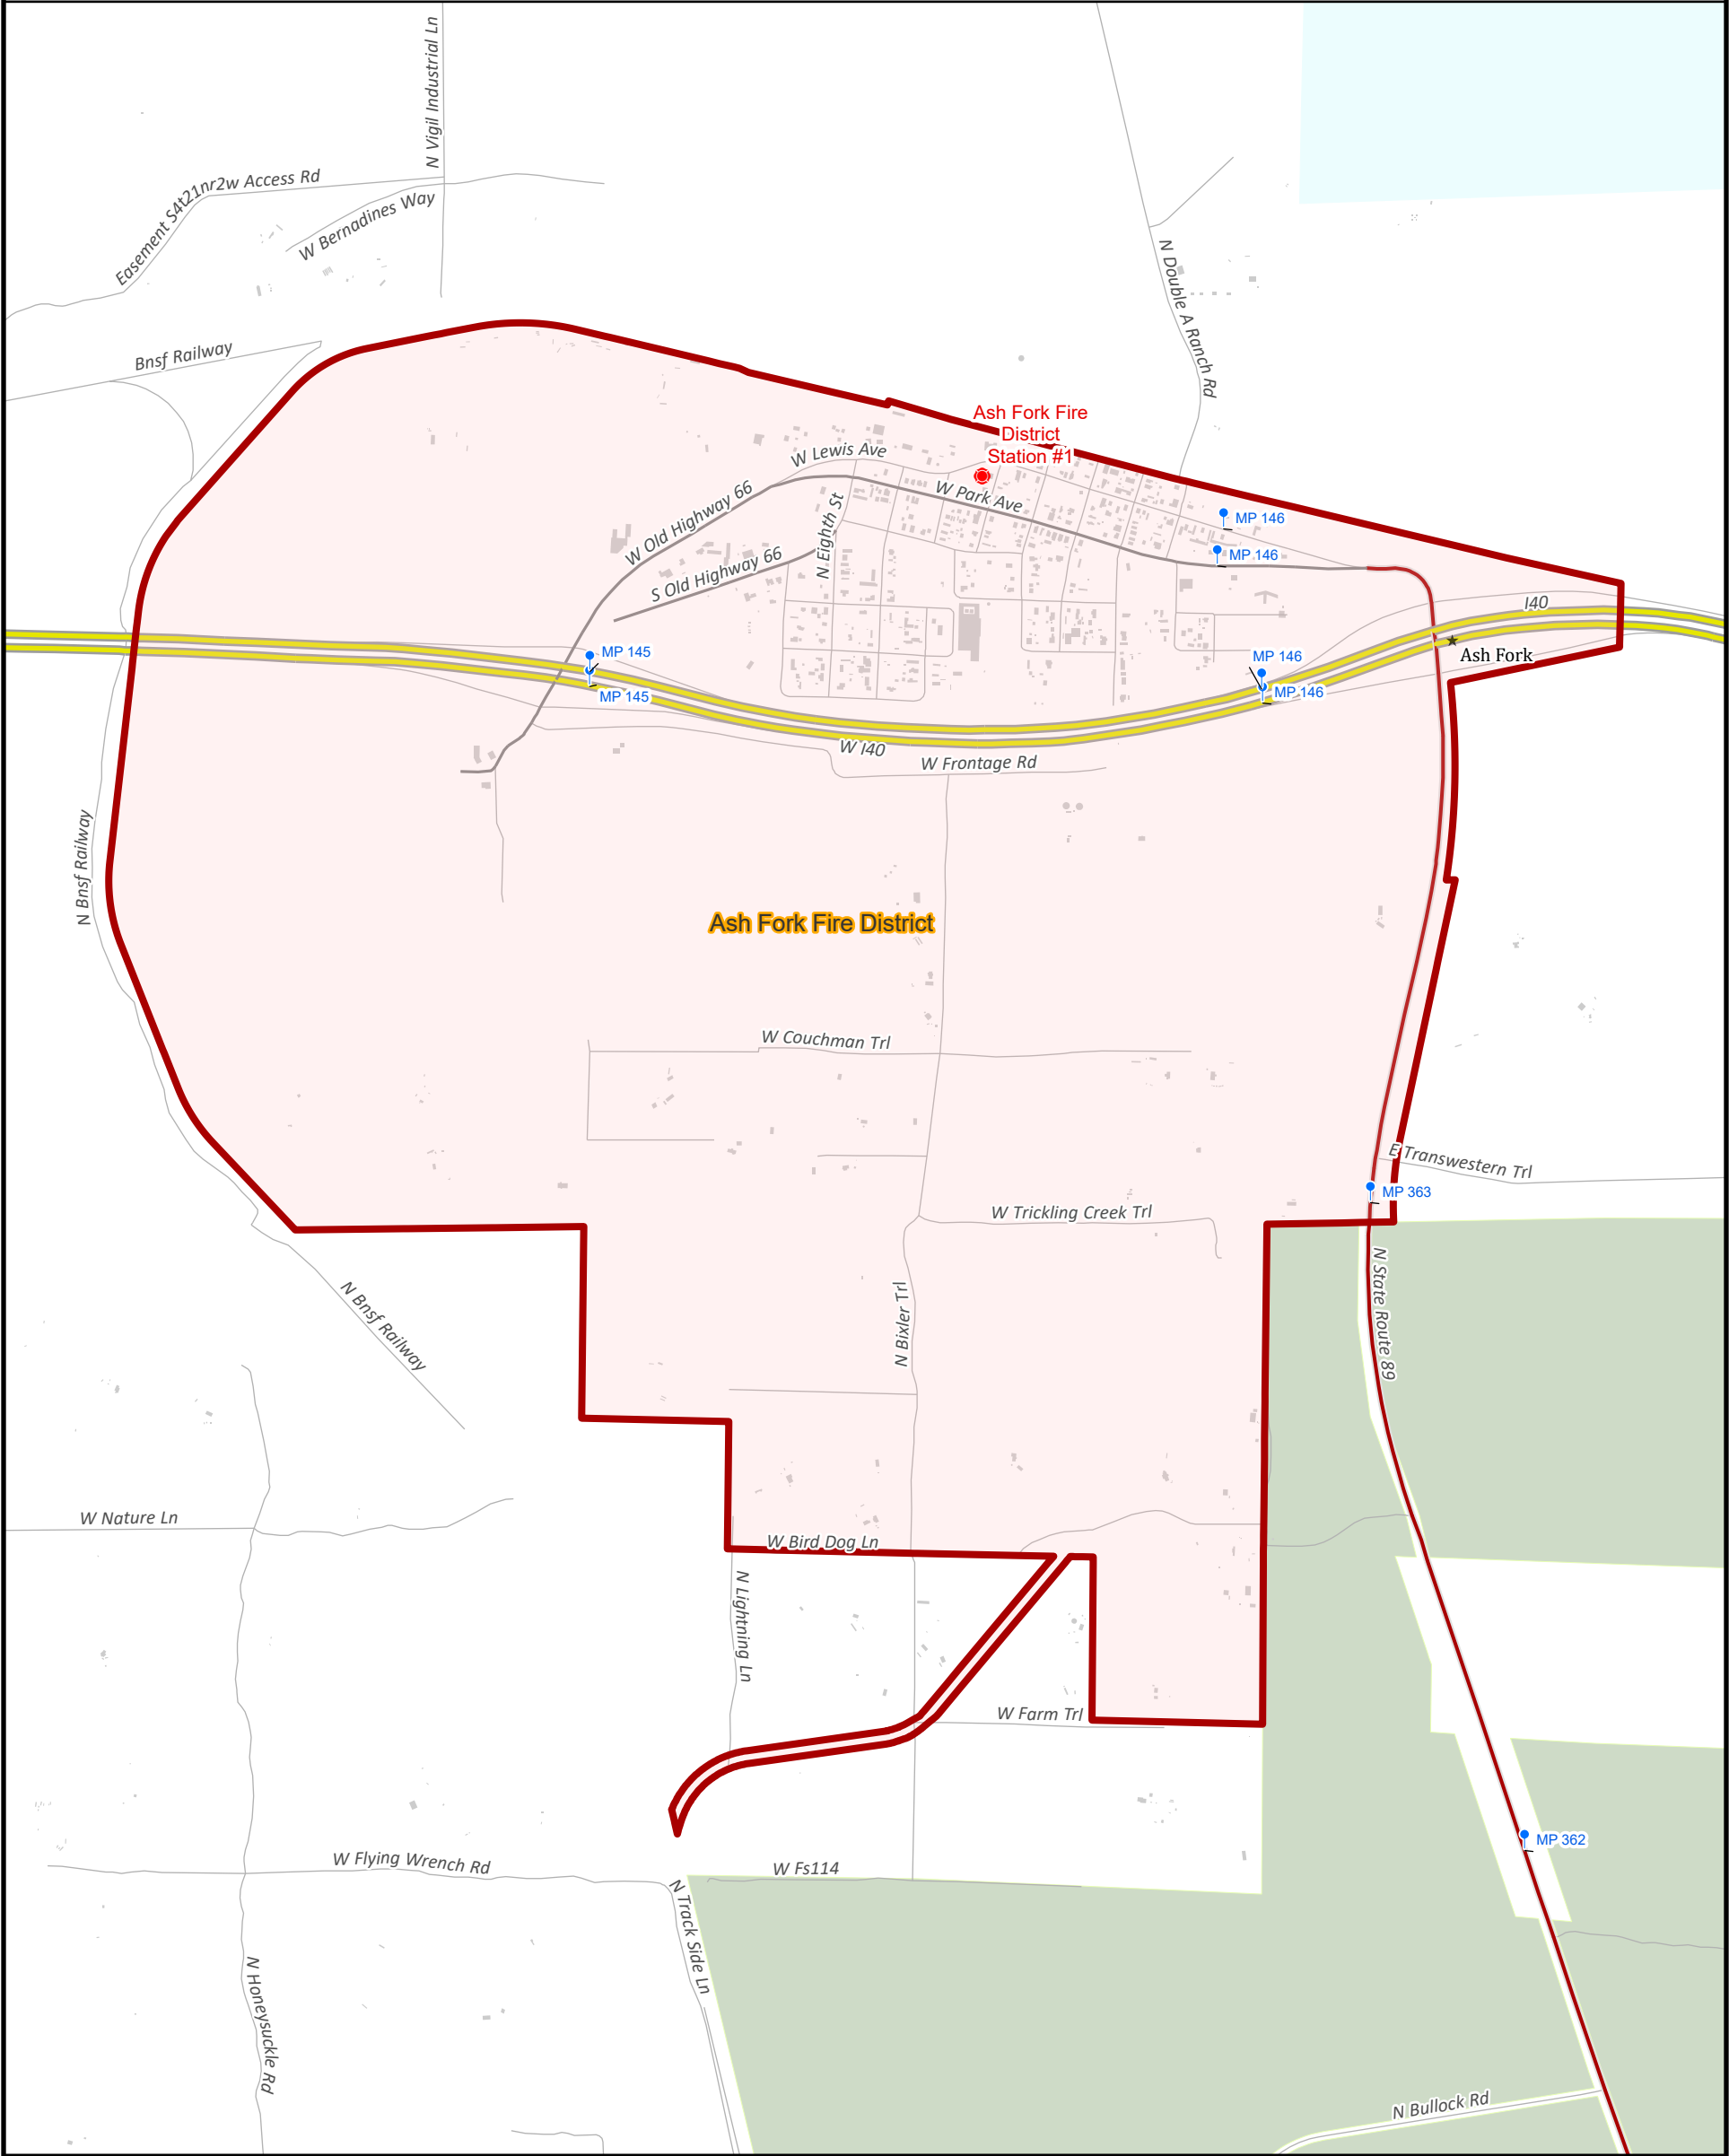 N Vigil Industrial Ln
Easement S4t21nr2w Access Rd
W Bernadines Way
N Double A Ranch Rd
Bnsf Railway
Ash Fork Fire
District
Station #1
W Lewis Ave
W Old Highway 66
W Park Ave
N Eighth St
MP 146
MP 146
S Old Highway 66
I40
MP 145
Ash Fork
MP 146
MP 145
MP 146
W I40
W Frontage Rd
N Bnsf Railway
Ash Fork Fire District
W Couchman Trl
E Transwestern Trl
MP 363
W Trickling Creek Trl
N State Route 89
N Bnsf Railway
N Bixler Trl
W Nature Ln
W Bird Dog Ln
N Lightning Ln
W Farm Trl
MP 362
W Flying Wrench Rd
W Fs114
N Track Side Ln
N Honeysuckle Rd
N Bullock Rd